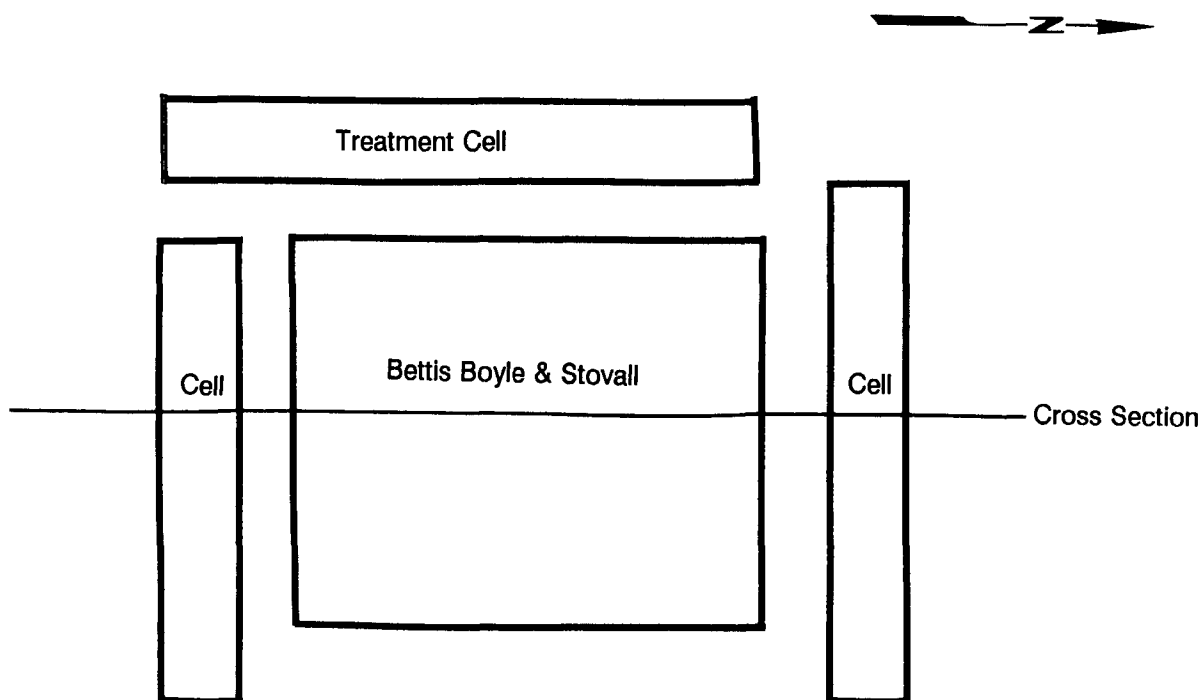 N
Treatment Cell
Cell
Bettis Boyle & Stovall
Cell
Cross Section